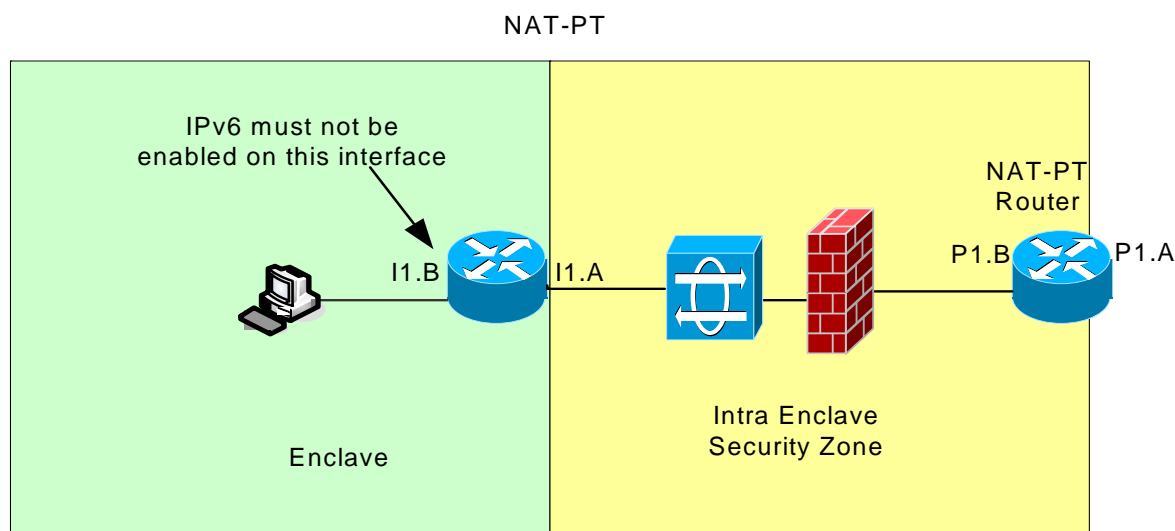 NAT-PT
IPv6 must not be
enabled on this interface
NAT-PT
Router
I1.B
I1.A
P1.B
P1.A
Intra Enclave
Security Zone
Enclave